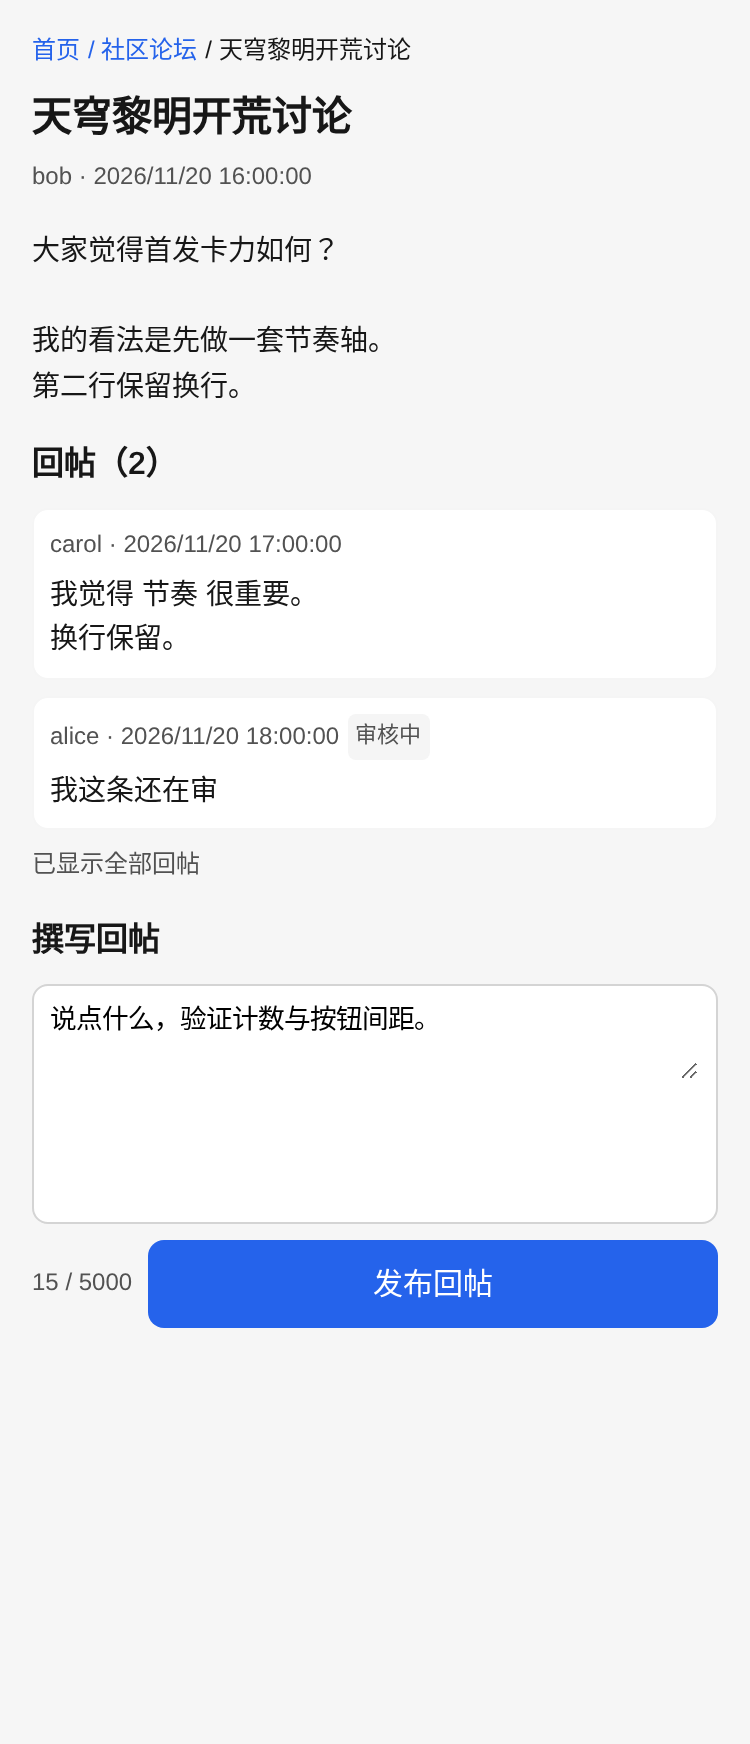 首页 / 社区论坛 / 天穹黎明开荒讨论
天穹黎明开荒讨论
bob · 2026/11/20 16:00:00
大家觉得首发卡力如何？
我的看法是先做一套节奏轴。
第二行保留换行。
回帖（2）
carol · 2026/11/20 17:00:00
我觉得 节奏 很重要。
换行保留。
alice · 2026/11/20 18:00:00 审核中
我这条还在审
已显示全部回帖
撰写回帖
说点什么，验证计数与按钮间距。
15 / 5000 发布回帖